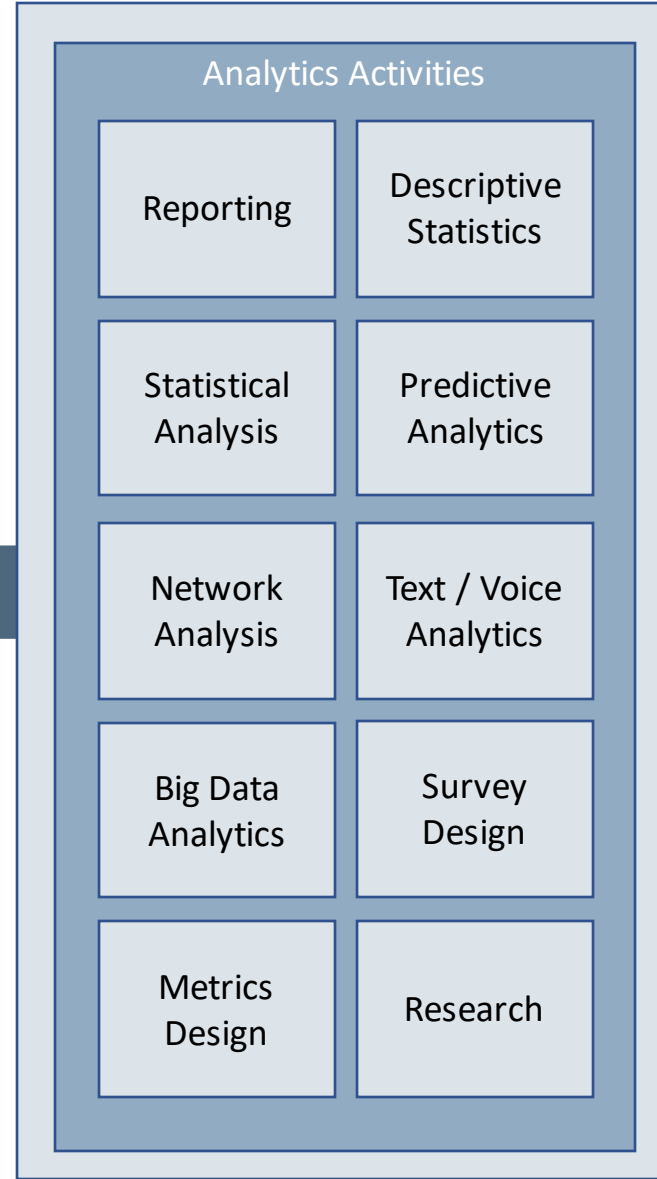 Analytics Activities
Reporting
Descriptive
Statistics
Statistical
Analysis
Predictive
Analytics
Network
Analysis
Text / Voice
Analytics
Big Data
Analytics
Survey
Design
Metrics
Design
Research